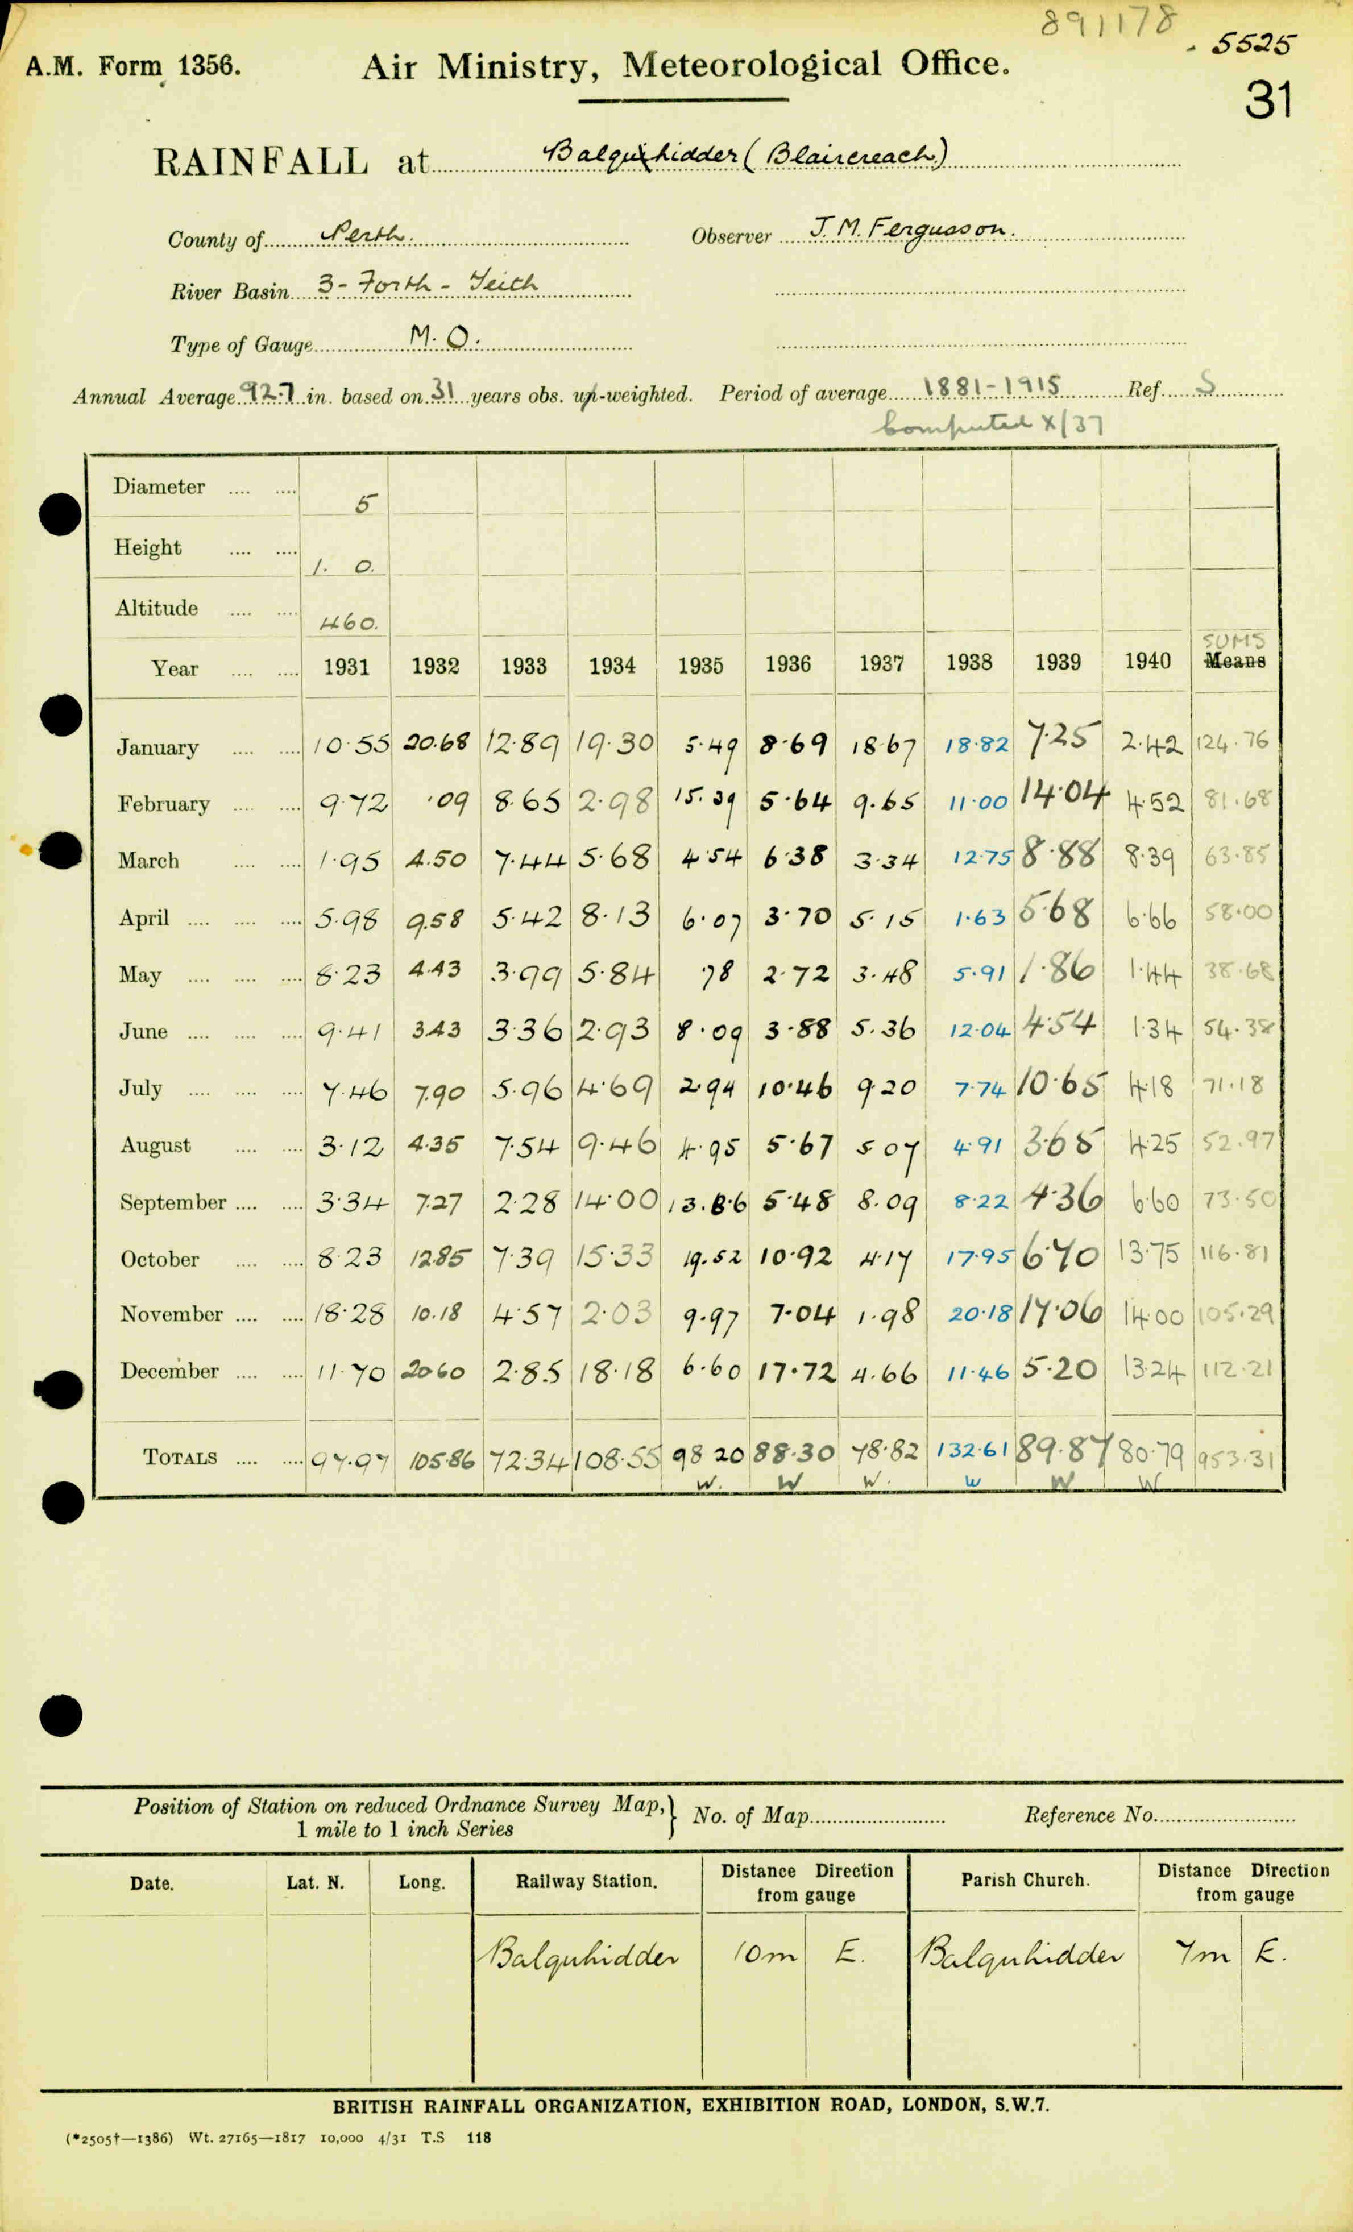 891178
5525
A.M. Form 1356. Air Ministry, Meteorological Office.
31
RAINFALL at Balquhidder (Blaircreach)
County of Perth. Observer J. M. Fergusson.
River Basin 3 - Forth - Teith
Type of Gauge M. O.
Annual Average 92.7 in. based on 31 years obs. un-weighted. Period of average 1881-1915 Ref. S
Computed X/37
Diameter .... .... 5
Height .... .... 1. 0.
Altitude .... .... 460.
SUMS
Year .... .... 1931 1932 1933 1934 1935 1936 1937 1938 1939 1940 Means
January .... .... 10.55 20.68 12.89 19.30 5.49 8.69 18.67 18.82 7.25 2.42 124.76
February .... .... 9.72 .09 8.65 2.98 15.39 5.64 9.65 11.00 14.04 4.52 81.68
March .... .... 1.95 4.50 7.44 5.68 4.54 6.38 3.34 12.75 8.88 8.39 63.85
April .... .... .... 5.98 9.58 5.42 8.13 6.07 3.70 5.15 1.63 5.68 6.66 58.00
May .... .... .... 8.23 4.43 3.99 5.84 .78 2.72 3.48 5.91 1.86 1.44 38.68
June .... .... .... 9.41 3.43 3.36 2.93 8.09 3.88 5.36 12.04 4.54 1.34 54.38
July .... .... .... 7.46 7.90 5.96 4.69 2.94 10.46 9.20 7.74 10.65 4.18 71.18
August .... .... 3.12 4.35 7.54 9.46 4.95 5.67 5.07 4.91 3.65 4.25 52.97
September .... .... 3.34 7.27 2.28 14.00 13.86 5.48 8.09 8.22 4.36 6.60 73.50
October .... .... 8.23 12.85 7.39 15.33 19.52 10.92 4.17 17.95 6.70 13.75 116.81
November .... .... 18.28 10.18 4.57 2.03 9.97 7.04 1.98 20.18 17.06 14.00 105.29
December .... .... 11.70 20.60 2.85 18.18 6.60 17.72 4.66 11.46 5.20 13.24 112.21
TOTALS .... .... 97.97 105.86 72.34 108.55 98.20 88.30 78.82 132.61 89.87 80.79 953.31
W. W W. W W W
Position of Station on reduced Ordnance Survey Map, } No. of Map Reference No.
1 mile to 1 inch Series
Date. Lat. N. Long. Railway Station. Distance Direction from gauge Parish Church. Distance Direction from gauge
Balquhidder 10m E. Balquhidder 7m E.
BRITISH RAINFALL ORGANIZATION, EXHIBITION ROAD, LONDON, S.W.7.
(*2505†—1386) Wt. 27165—1817 10,000 4/31 T.S 118